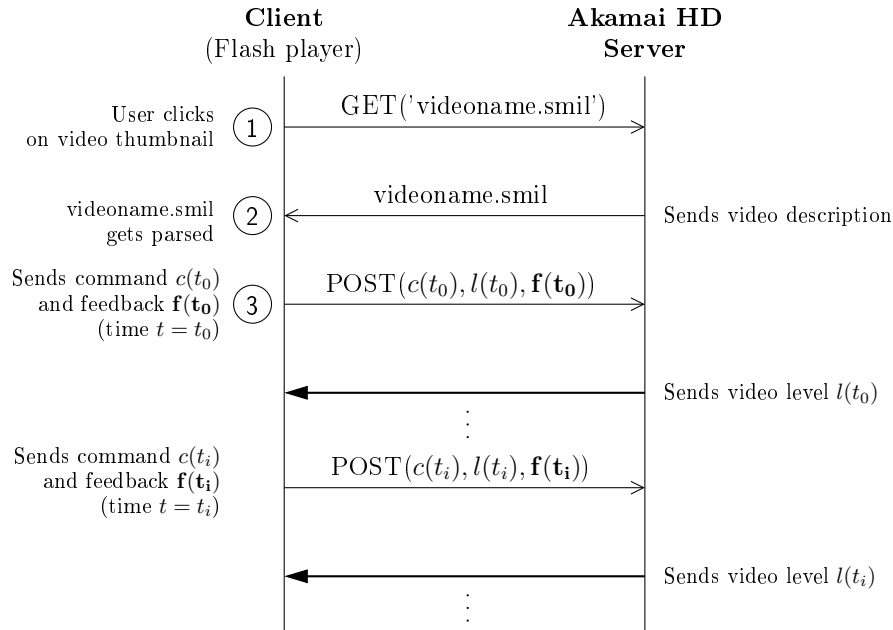 Client
(Flash player)
Akamai HD
Server
User clicks
on video thumbnail
1
GET('videoname.smil')
videoname.smil
gets parsed
2
videoname.smil
Sends video description
Sends command c(t₀)
and feedback f(t₀)
(time t = t₀)
3
POST(c(t₀), l(t₀), f(t₀))
Sends video level l(t₀)
⋮
Sends command c(tᵢ)
and feedback f(tᵢ)
(time t = tᵢ)
POST(c(tᵢ), l(tᵢ), f(tᵢ))
Sends video level l(tᵢ)
⋮